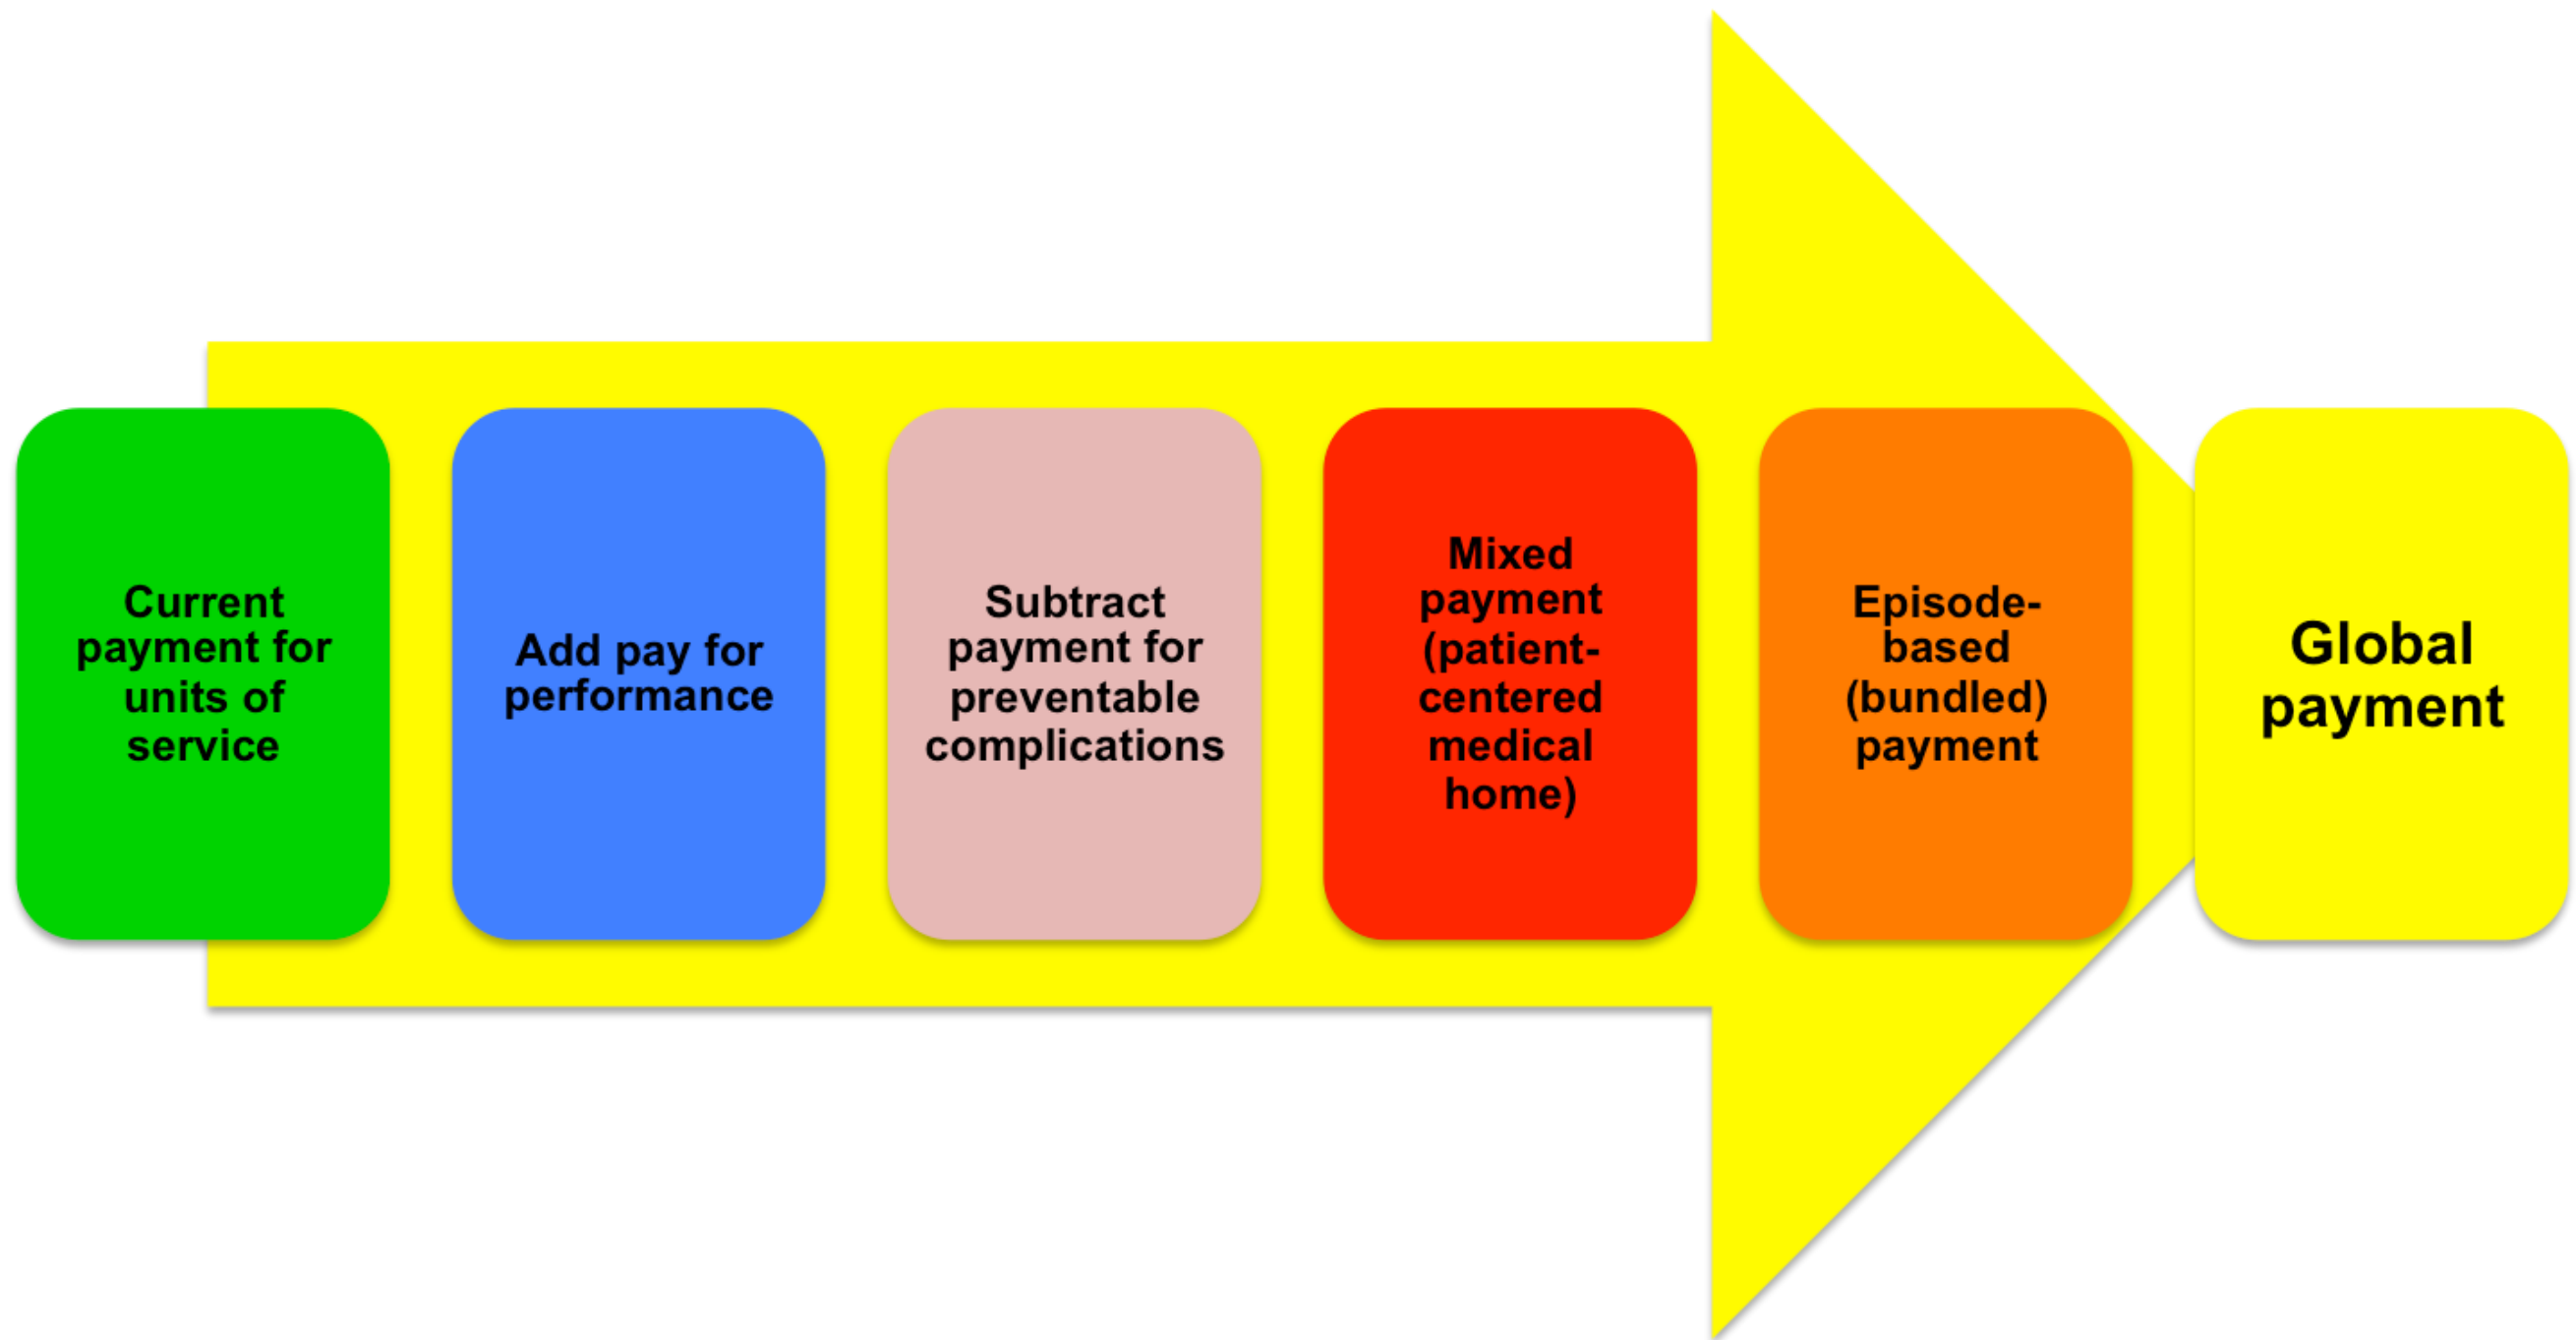 Current
payment for
units of
service
Add pay for
performance
Subtract
payment for
preventable
complications
Mixed
payment
(patient-
centered
medical
home)
Episode-
based
(bundled)
payment
Global
payment